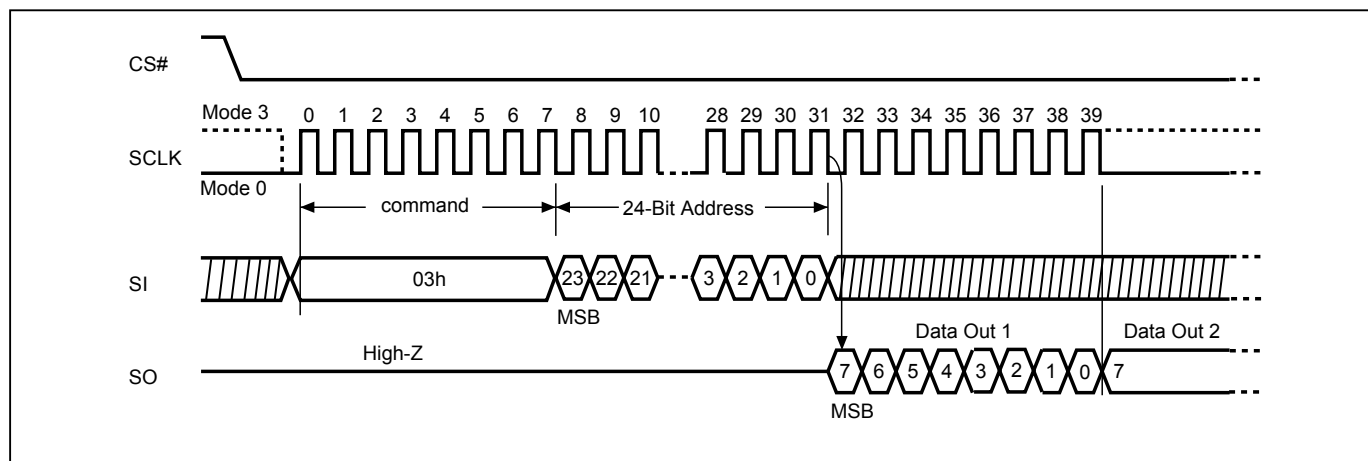 CS#
Mode 3
0 1 2 3 4 5 6 7 8 9 10 28 29 30 31 32 33 34 35 36 37 38 39
SCLK
Mode 0
command
24-Bit Address
SI
03h
23 22 21 3 2 1 0
MSB
Data Out 1
Data Out 2
High-Z
SO
7 6 5 4 3 2 1 0 7
MSB